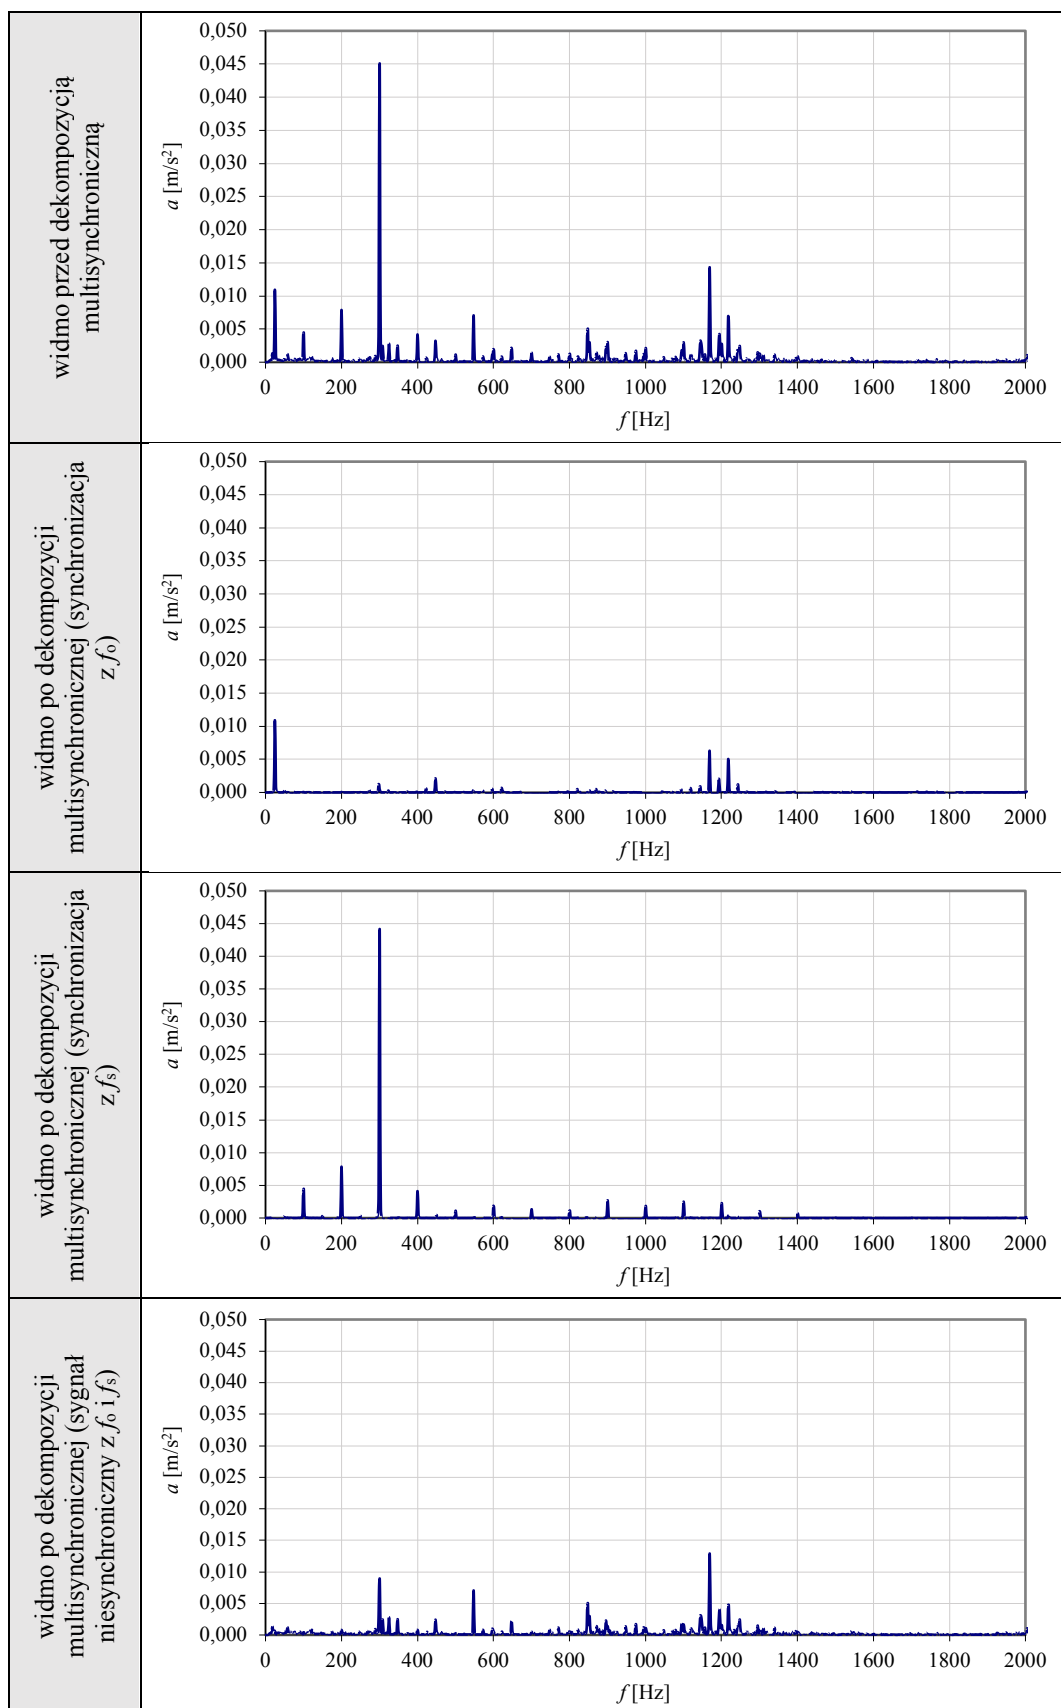 widmo przed dekompozycją
multisynchroniczną
0,050
0,045
0,040
0,035
0,030
0,025
0,020
0,015
0,010
0,005
0,000
a [m/s²]
0 200 400 600 800 1000 1200 1400 1600 1800 2000
f [Hz]
widmo po dekompozycji
multisynchronicznej (synchronizacja
z fo)
0,050
0,045
0,040
0,035
0,030
0,025
0,020
0,015
0,010
0,005
0,000
a [m/s²]
0 200 400 600 800 1000 1200 1400 1600 1800 2000
f [Hz]
widmo po dekompozycji
multisynchronicznej (synchronizacja
z fs)
0,050
0,045
0,040
0,035
0,030
0,025
0,020
0,015
0,010
0,005
0,000
a [m/s²]
0 200 400 600 800 1000 1200 1400 1600 1800 2000
f [Hz]
widmo po dekompozycji
multisynchronicznej (sygnał
niesynchroniczny z fo i fs)
0,050
0,045
0,040
0,035
0,030
0,025
0,020
0,015
0,010
0,005
0,000
a [m/s²]
0 200 400 600 800 1000 1200 1400 1600 1800 2000
f [Hz]